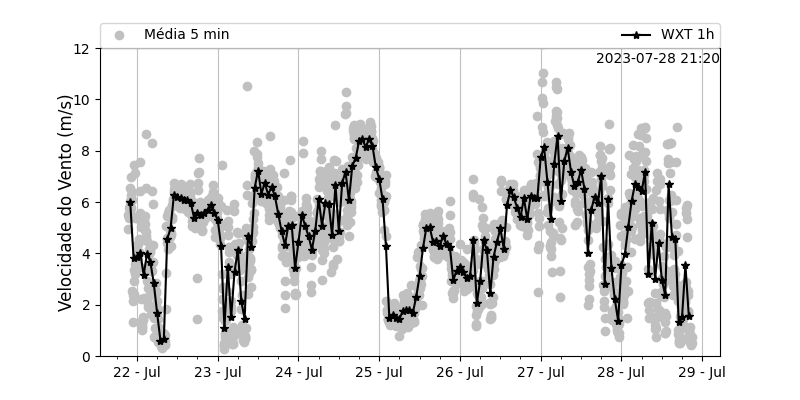 Média 5 min
WXT 1h
2023-07-28 21:20
Velocidade do Vento (m/s)
12
10
8
6
4
2
0
22 - Jul
23 - Jul
24 - Jul
25 - Jul
26 - Jul
27 - Jul
28 - Jul
29 - Jul